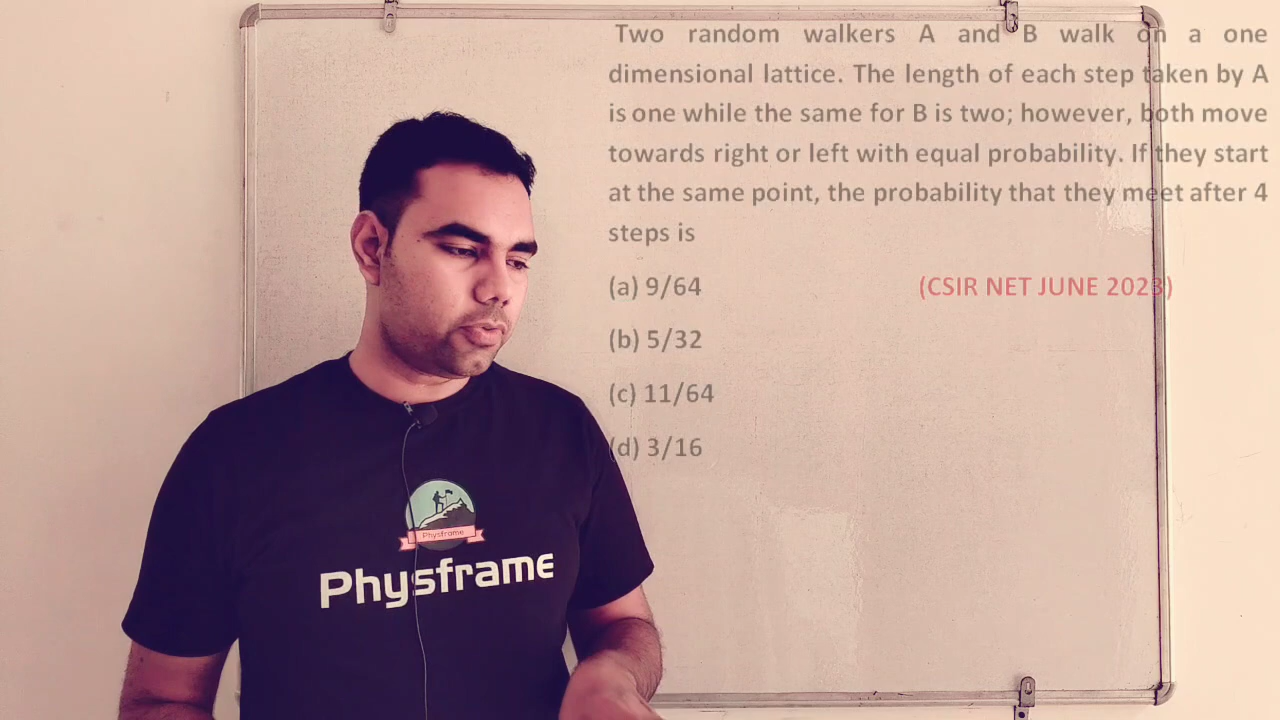 Two random walkers A and B walk on a one
dimensional lattice. The length of each step taken by A
is one while the same for B is two; however, both move
towards right or left with equal probability. If they start
at the same point, the probability that they meet after 4
steps is
(a) 9/64 (CSIR NET JUNE 2023)
(b) 5/32
(c) 11/64
(d) 3/16
Physframe
Physframe